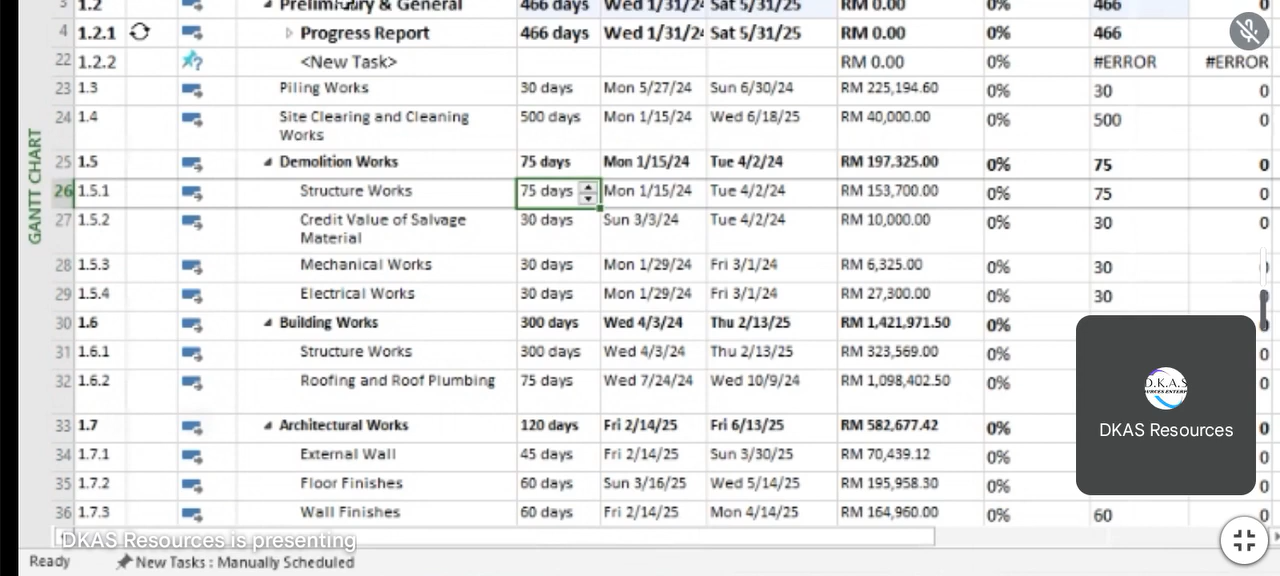 3 1.2 Preliminary & General 466 days Wed 1/31/24 Sat 5/31/25 RM 0.00 0% 466 0
4 1.2.1 Progress Report 466 days Wed 1/31/24 Sat 5/31/25 RM 0.00 0% 466
22 1.2.2 <New Task> RM 0.00 0% #ERROR #ERROR
23 1.3 Piling Works 30 days Mon 5/27/24 Sun 6/30/24 RM 225,194.60 0% 30 0
24 1.4 Site Clearing and Cleaning 500 days Mon 1/15/24 Wed 6/18/25 RM 40,000.00 0% 500 0
Works
25 1.5 Demolition Works 75 days Mon 1/15/24 Tue 4/2/24 RM 197,325.00 0% 75 0
26 1.5.1 Structure Works 75 days Mon 1/15/24 Tue 4/2/24 RM 153,700.00 0% 75 0
27 1.5.2 Credit Value of Salvage 30 days Sun 3/3/24 Tue 4/2/24 RM 10,000.00 0% 30 0
Material
28 1.5.3 Mechanical Works 30 days Mon 1/29/24 Fri 3/1/24 RM 6,325.00 0% 30
29 1.5.4 Electrical Works 30 days Mon 1/29/24 Fri 3/1/24 RM 27,300.00 0% 30
30 1.6 Building Works 300 days Wed 4/3/24 Thu 2/13/25 RM 1,421,971.50 0%
31 1.6.1 Structure Works 300 days Wed 4/3/24 Thu 2/13/25 RM 323,569.00 0% 0
32 1.6.2 Roofing and Roof Plumbing 75 days Wed 7/24/24 Wed 10/9/24 RM 1,098,402.50 0% 0
33 1.7 Architectural Works 120 days Fri 2/14/25 Fri 6/13/25 RM 582,677.42 0% 0
34 1.7.1 External Wall 45 days Fri 2/14/25 Sun 3/30/25 RM 70,439.12 0% 0
35 1.7.2 Floor Finishes 60 days Sun 3/16/25 Wed 5/14/25 RM 195,958.30 0% 0
36 1.7.3 Wall Finishes 60 days Fri 2/14/25 Mon 4/14/25 RM 164,960.00 0% 60 0
GANTT CHART
D.K.A.S
DKAS Resources
DKAS Resources is presenting
Ready New Tasks : Manually Scheduled